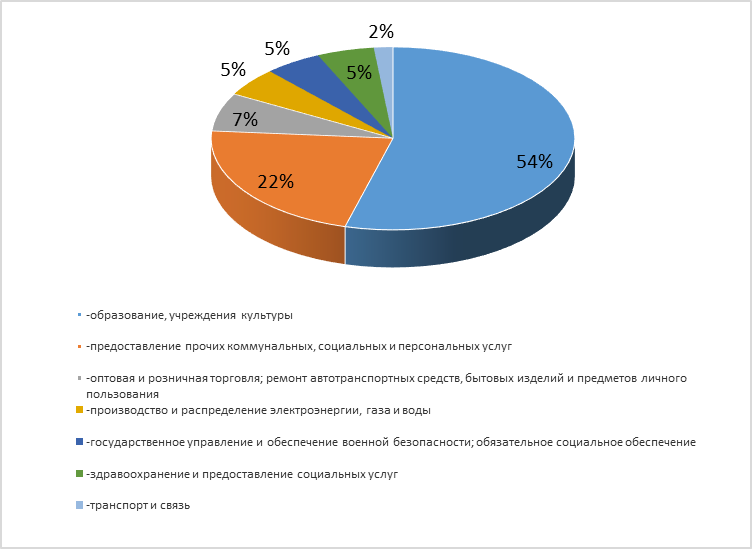 2%
5%
5%
5%
7%
54%
22%
-образование, учреждения культуры
-предоставление прочих коммунальных, социальных и персональных услуг
-оптовая и розничная торговля; ремонт автотранспортных средств, бытовых изделий и предметов личного
пользования
-производство и распределение электроэнергии, газа и воды
-государственное управление и обеспечение военной безопасности; обязательное социальное обеспечение
-здравоохранение и предоставление социальных услуг
-транспорт и связь